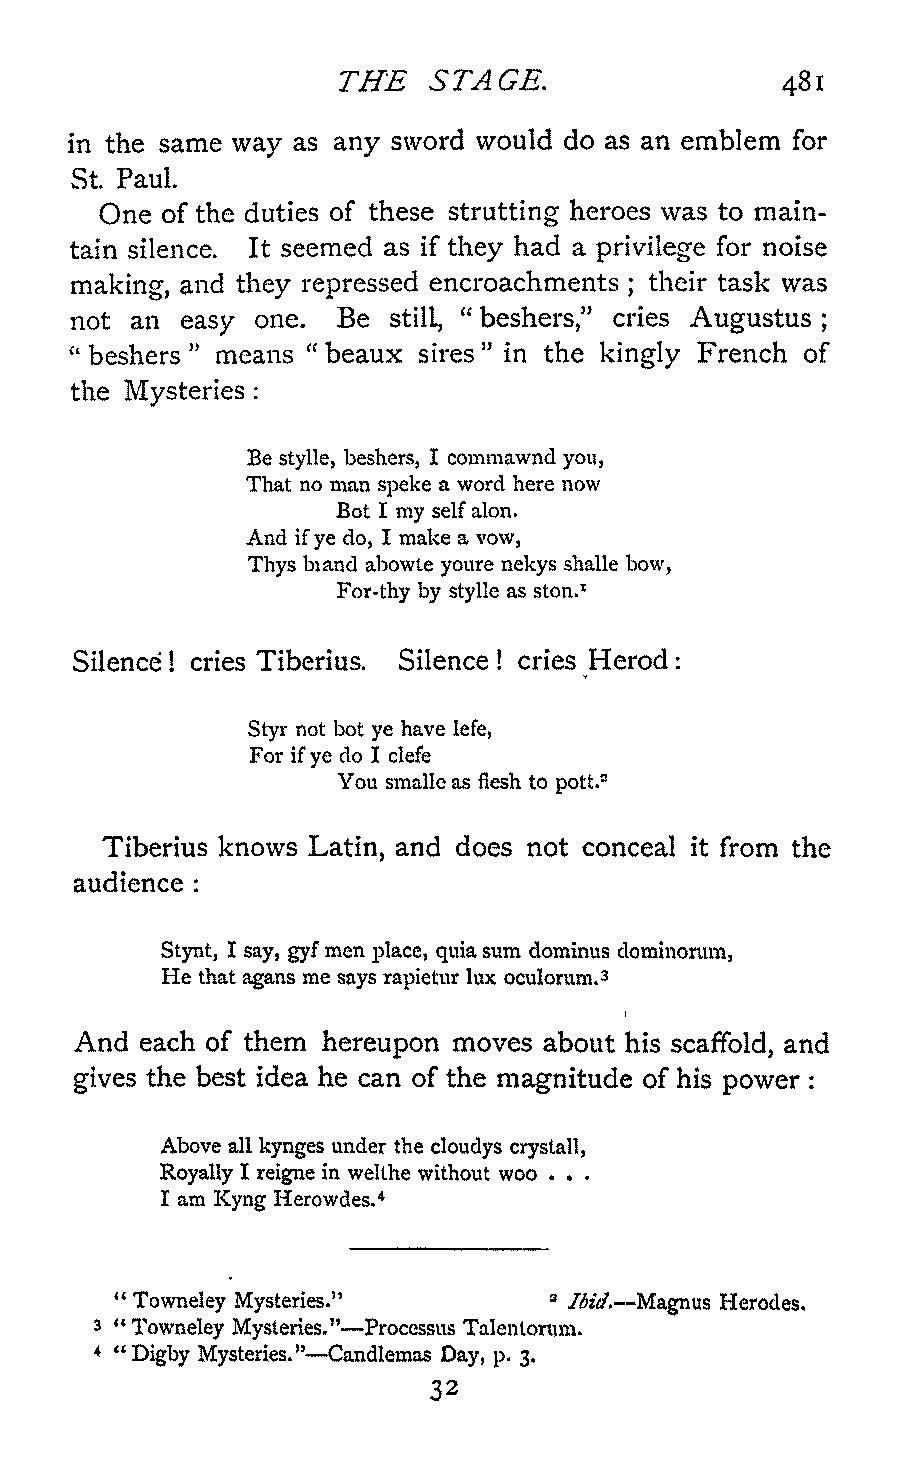 THE STAGE. 481
in the same way as any sword would do as an emblem for
St. Paul.
One of the duties of these strutting heroes was to main-
tain silence. It seemed as if they had a privilege for noise
making, and they repressed encroachments ; their task was
not an easy one. Be still, “ beshers,” cries Augustus ;
“ beshers ” means “ beaux sires ” in the kingly French of
the Mysteries :
Be stylle, beshers, I commawnd you,
That no man speke a word here now
Bot I my self alon.
And if ye do, I make a vow,
Thys brand abowte youre nekys shalle bow,
For-thy by stylle as ston.¹
Silence ! cries Tiberius. Silence ! cries Herod :
Styr not bot ye have lefe,
For if ye do I clefe
You smalle as flesh to pott.²
Tiberius knows Latin, and does not conceal it from the
audience :
Stynt, I say, gyf men place, quia sum dominus dominorum,
He that agans me says rapietur lux oculorum.³
And each of them hereupon moves about his scaffold, and
gives the best idea he can of the magnitude of his power :
Above all kynges under the cloudys crystall,
Royally I reigne in welthe without woo . . .
I am Kyng Herowdes.⁴
“ Towneley Mysteries.” ² Ibid.—Magnus Herodes.
³ “ Towneley Mysteries.”—Processus Talentorum.
⁴ “ Digby Mysteries.”—Candlemas Day, p. 3.
32